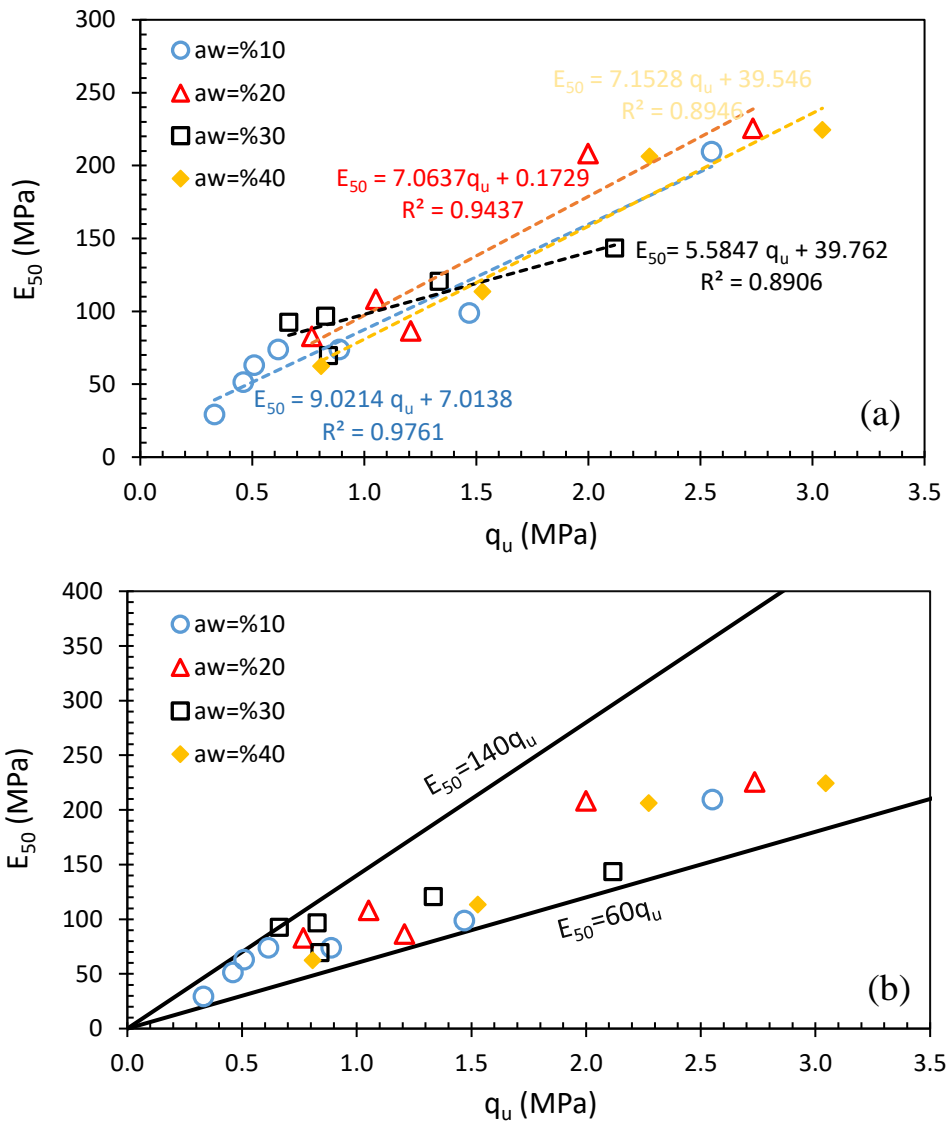 300
250
200
150
100
50
0
E₅₀ (MPa)
aw=%10
aw=%20
aw=%30
aw=%40
E₅₀ = 7.1528 qᵤ + 39.546
R² = 0.8946
E₅₀ = 7.0637qᵤ + 0.1729
R² = 0.9437
E₅₀= 5.5847 qᵤ + 39.762
R² = 0.8906
E₅₀ = 9.0214 qᵤ + 7.0138
R² = 0.9761
(a)
0.0 0.5 1.0 1.5 2.0 2.5 3.0 3.5
qᵤ (MPa)
400
350
300
250
200
150
100
50
0
E₅₀ (MPa)
aw=%10
aw=%20
aw=%30
aw=%40
E₅₀=140qᵤ
E₅₀=60qᵤ
(b)
0.0 0.5 1.0 1.5 2.0 2.5 3.0 3.5
qᵤ (MPa)